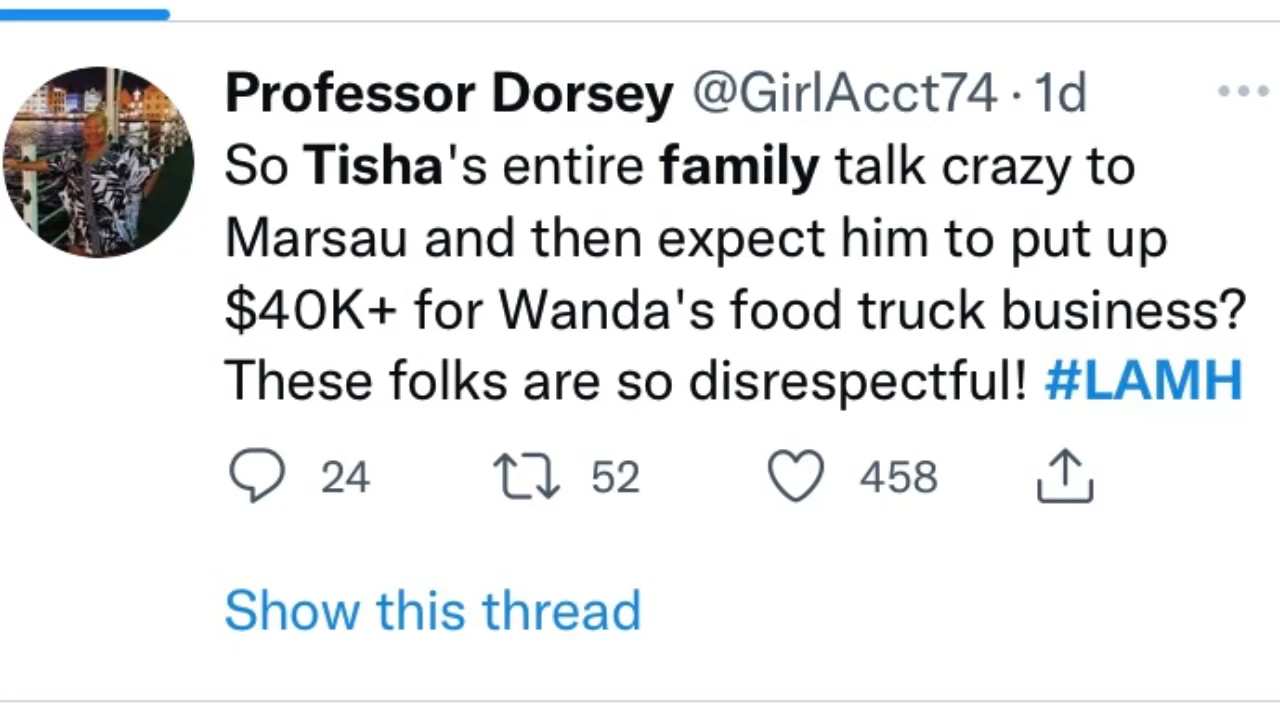 Professor Dorsey @GirlAcct74 · 1d
So Tisha's entire family talk crazy to
Marsau and then expect him to put up
$40K+ for Wanda's food truck business?
These folks are so disrespectful! #LAMH
24 52 458
Show this thread